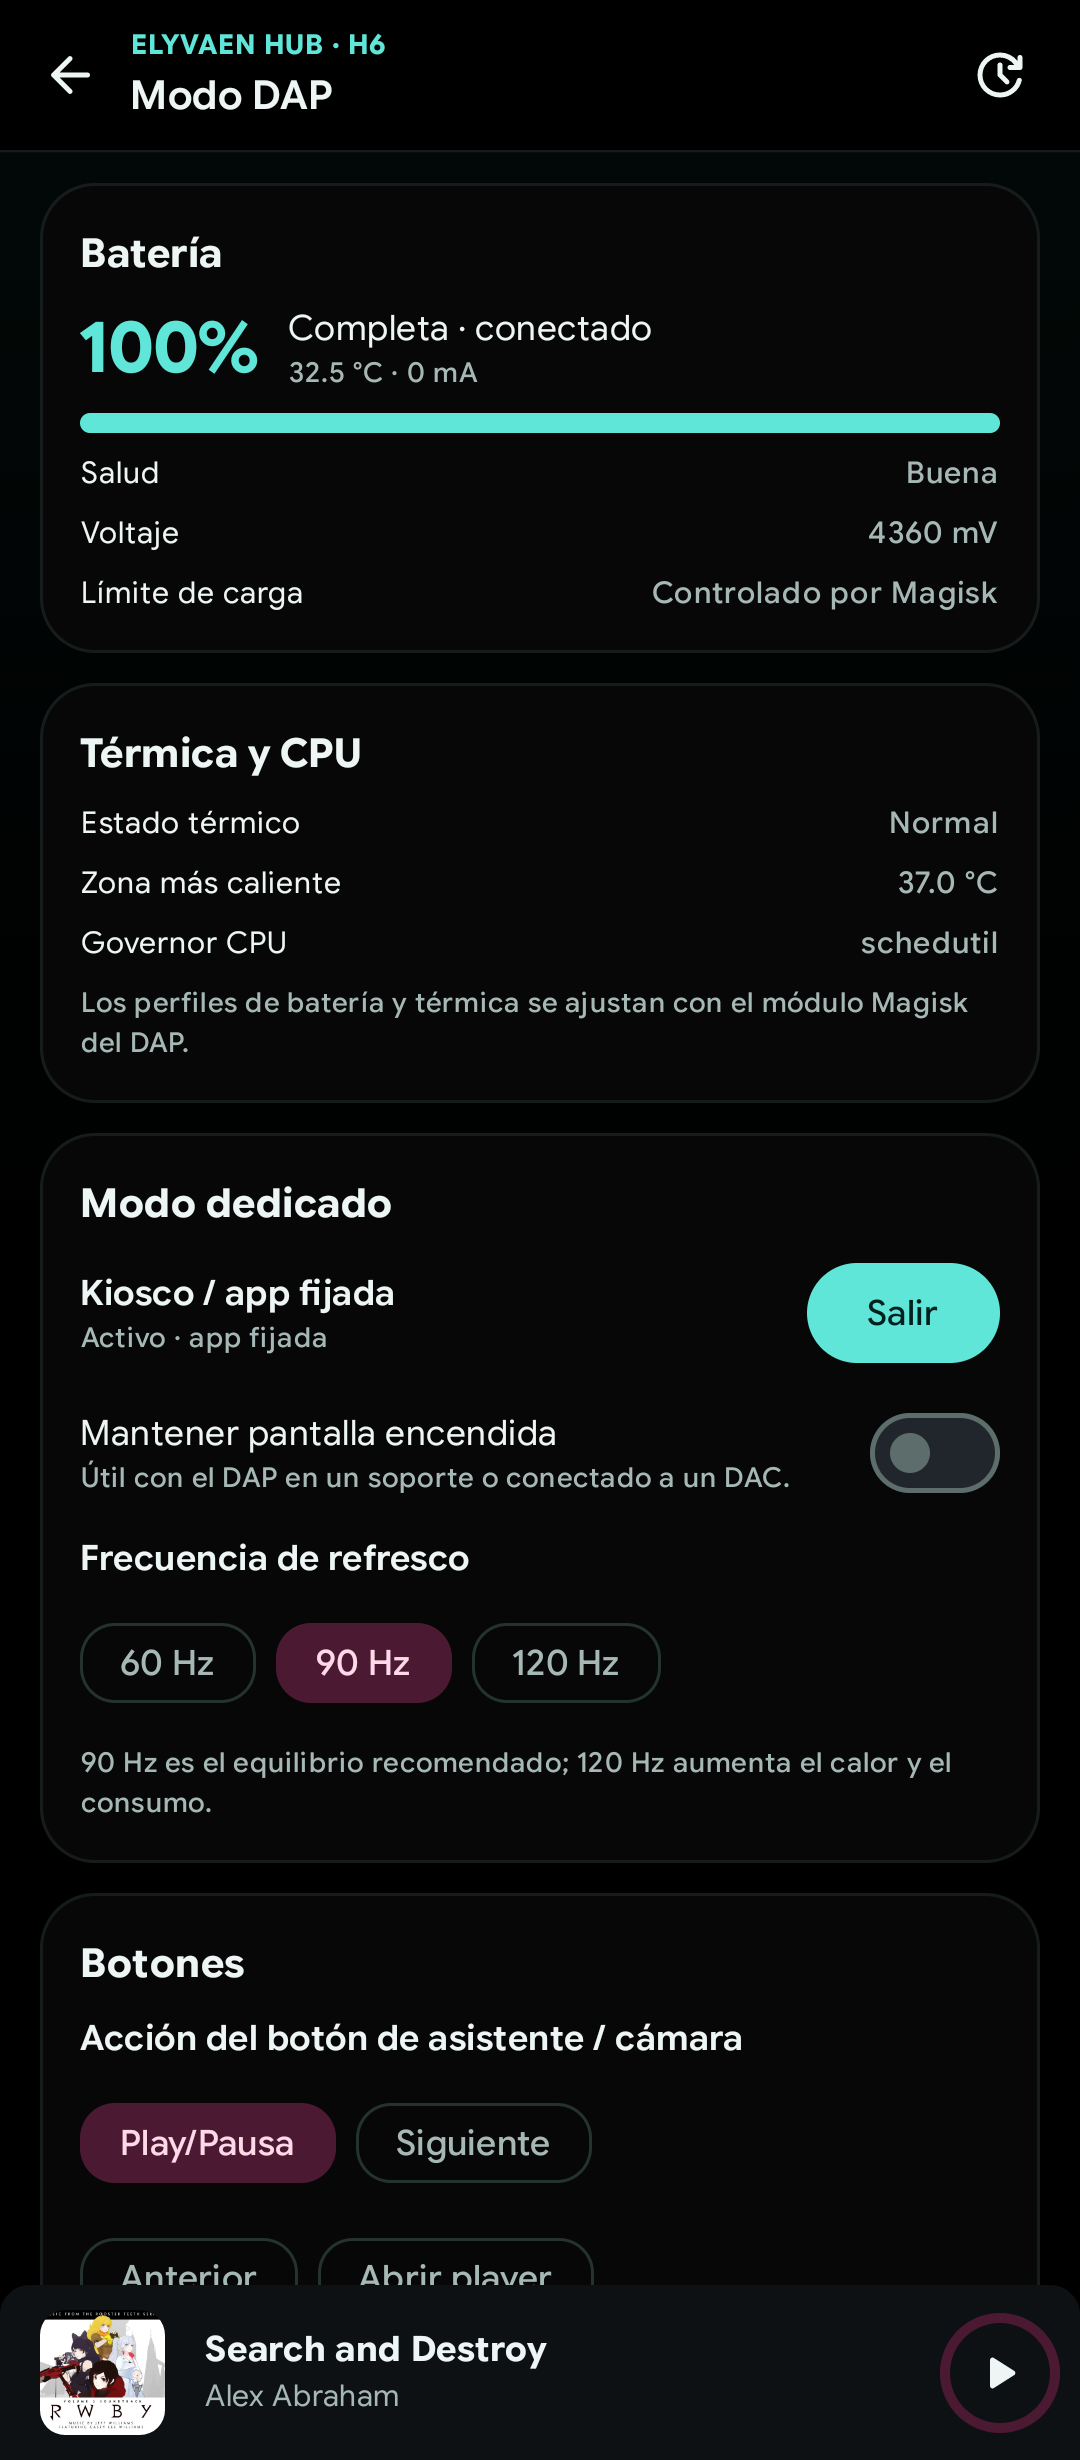 ELYVAEN HUB · H6
Modo DAP
Batería
100%
Completa · conectado
32.5 °C · 0 mA
Salud
Buena
Voltaje
4360 mV
Límite de carga
Controlado por Magisk
Térmica y CPU
Estado térmico
Normal
Zona más caliente
37.0 °C
Governor CPU
schedutil
Los perfiles de batería y térmica se ajustan con el módulo Magisk
del DAP.
Modo dedicado
Kiosco / app fijada
Activo · app fijada
Salir
Mantener pantalla encendida
Útil con el DAP en un soporte o conectado a un DAC.
Frecuencia de refresco
60 Hz
90 Hz
120 Hz
90 Hz es el equilibrio recomendado; 120 Hz aumenta el calor y el
consumo.
Botones
Acción del botón de asistente / cámara
Play/Pausa
Siguiente
Anterior
Abrir player
Search and Destroy
Alex Abraham
RWBY